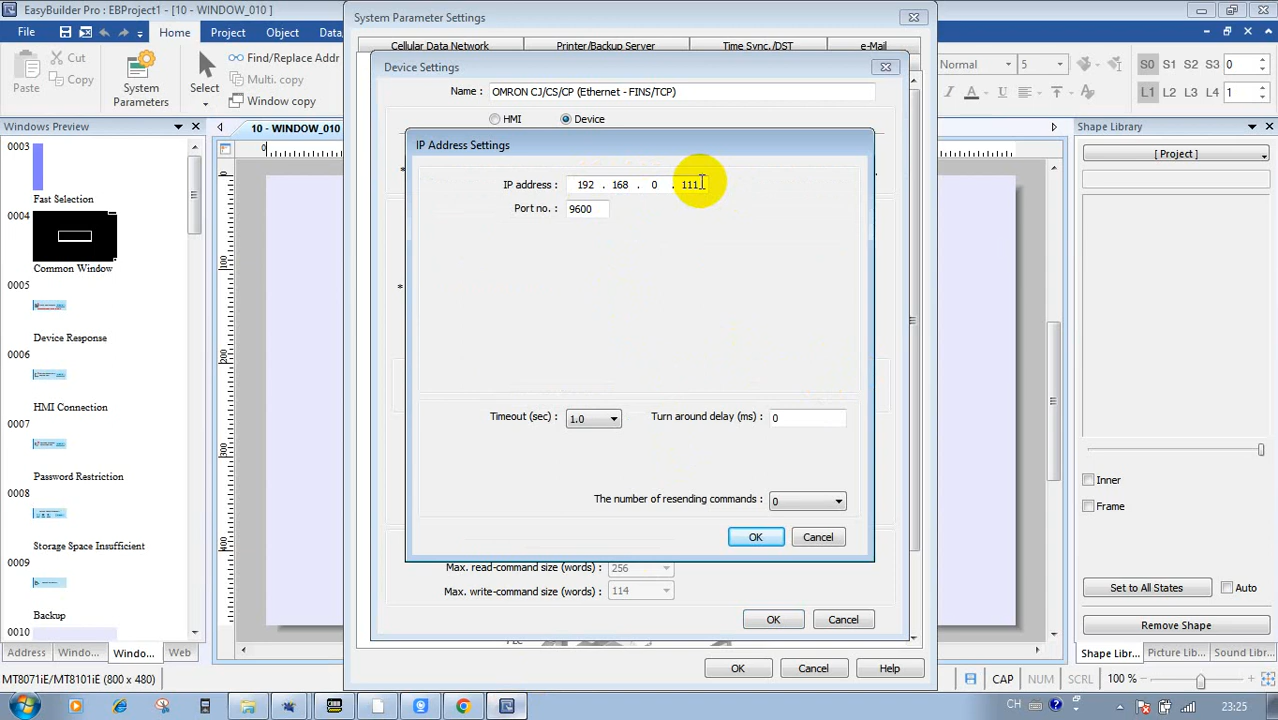 EasyBuilder Pro : EBProject1 - [10 - WINDOW_010 ]
File
Home
Project
Object
Data
Paste
Cut
Copy
System
Parameters
Select
Find/Replace Addr
Multi. copy
Window copy
Windows Preview
10 - WINDOW_010
0003
Fast Selection
0004
Common Window
0005
Device Response
0006
HMI Connection
0007
Password Restriction
0008
Storage Space Insufficient
0009
Backup
0010
Address
Windo...
Windo...
Web
MT8071iE/MT8101iE (800 x 480)
0
100
200
300
400
System Parameter Settings
Cellular Data Network
Printer/Backup Server
Time Sync./DST
e-Mail
Device Settings
Name :
OMRON CJ/CS/CP (Ethernet - FINS/TCP)
HMI
Device
*
*
IP Address Settings
IP address :
192 . 168 . 0 . 111
Port no. :
9600
Timeout (sec) :
1.0
Turn around delay (ms) :
0
The number of resending commands :
0
OK
Cancel
Max. read-command size (words) :
256
Max. write-command size (words) :
114
OK
Cancel
OK
Cancel
Help
Normal
5
S0 S1 S2 S3 0
L1 L2 L3 L4 1
Shape Library
[ Project ]
Inner
Frame
Set to All States
Auto
Remove Shape
Shape Libr...
Picture Libr...
Sound Libr...
CAP
NUM
SCRL
100 %
CH
23:25